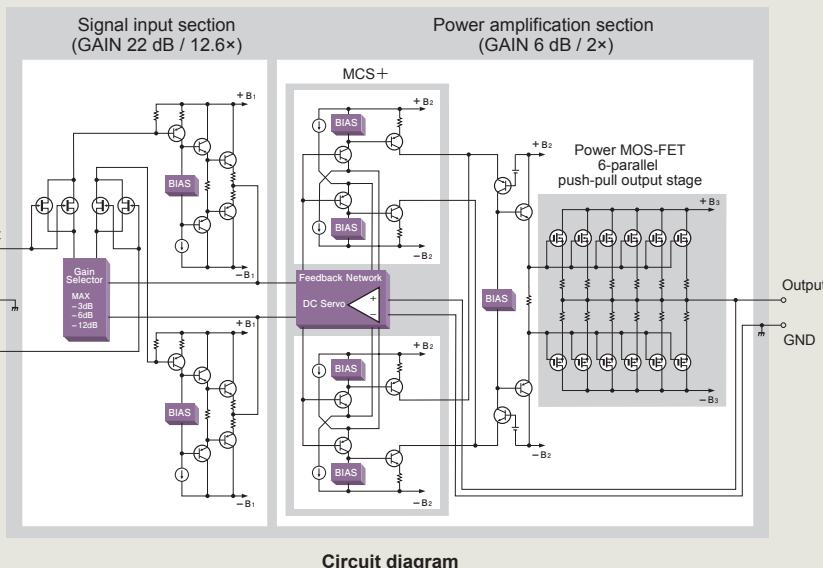 Signal input section
(GAIN 22 dB / 12.6×)
Power amplification section
(GAIN 6 dB / 2×)
MCS+
+B1
BIAS
−B1
Gain
Selector
MAX
−3dB
−6dB
−12dB
+B1
BIAS
−B1
+B2
BIAS
BIAS
−B2
Feedback Network
DC Servo
+
−
+B2
BIAS
BIAS
−B2
+B2
BIAS
−B2
Power MOS-FET
6-parallel
push-pull output stage
+B3
−B3
Output
GND
Circuit diagram